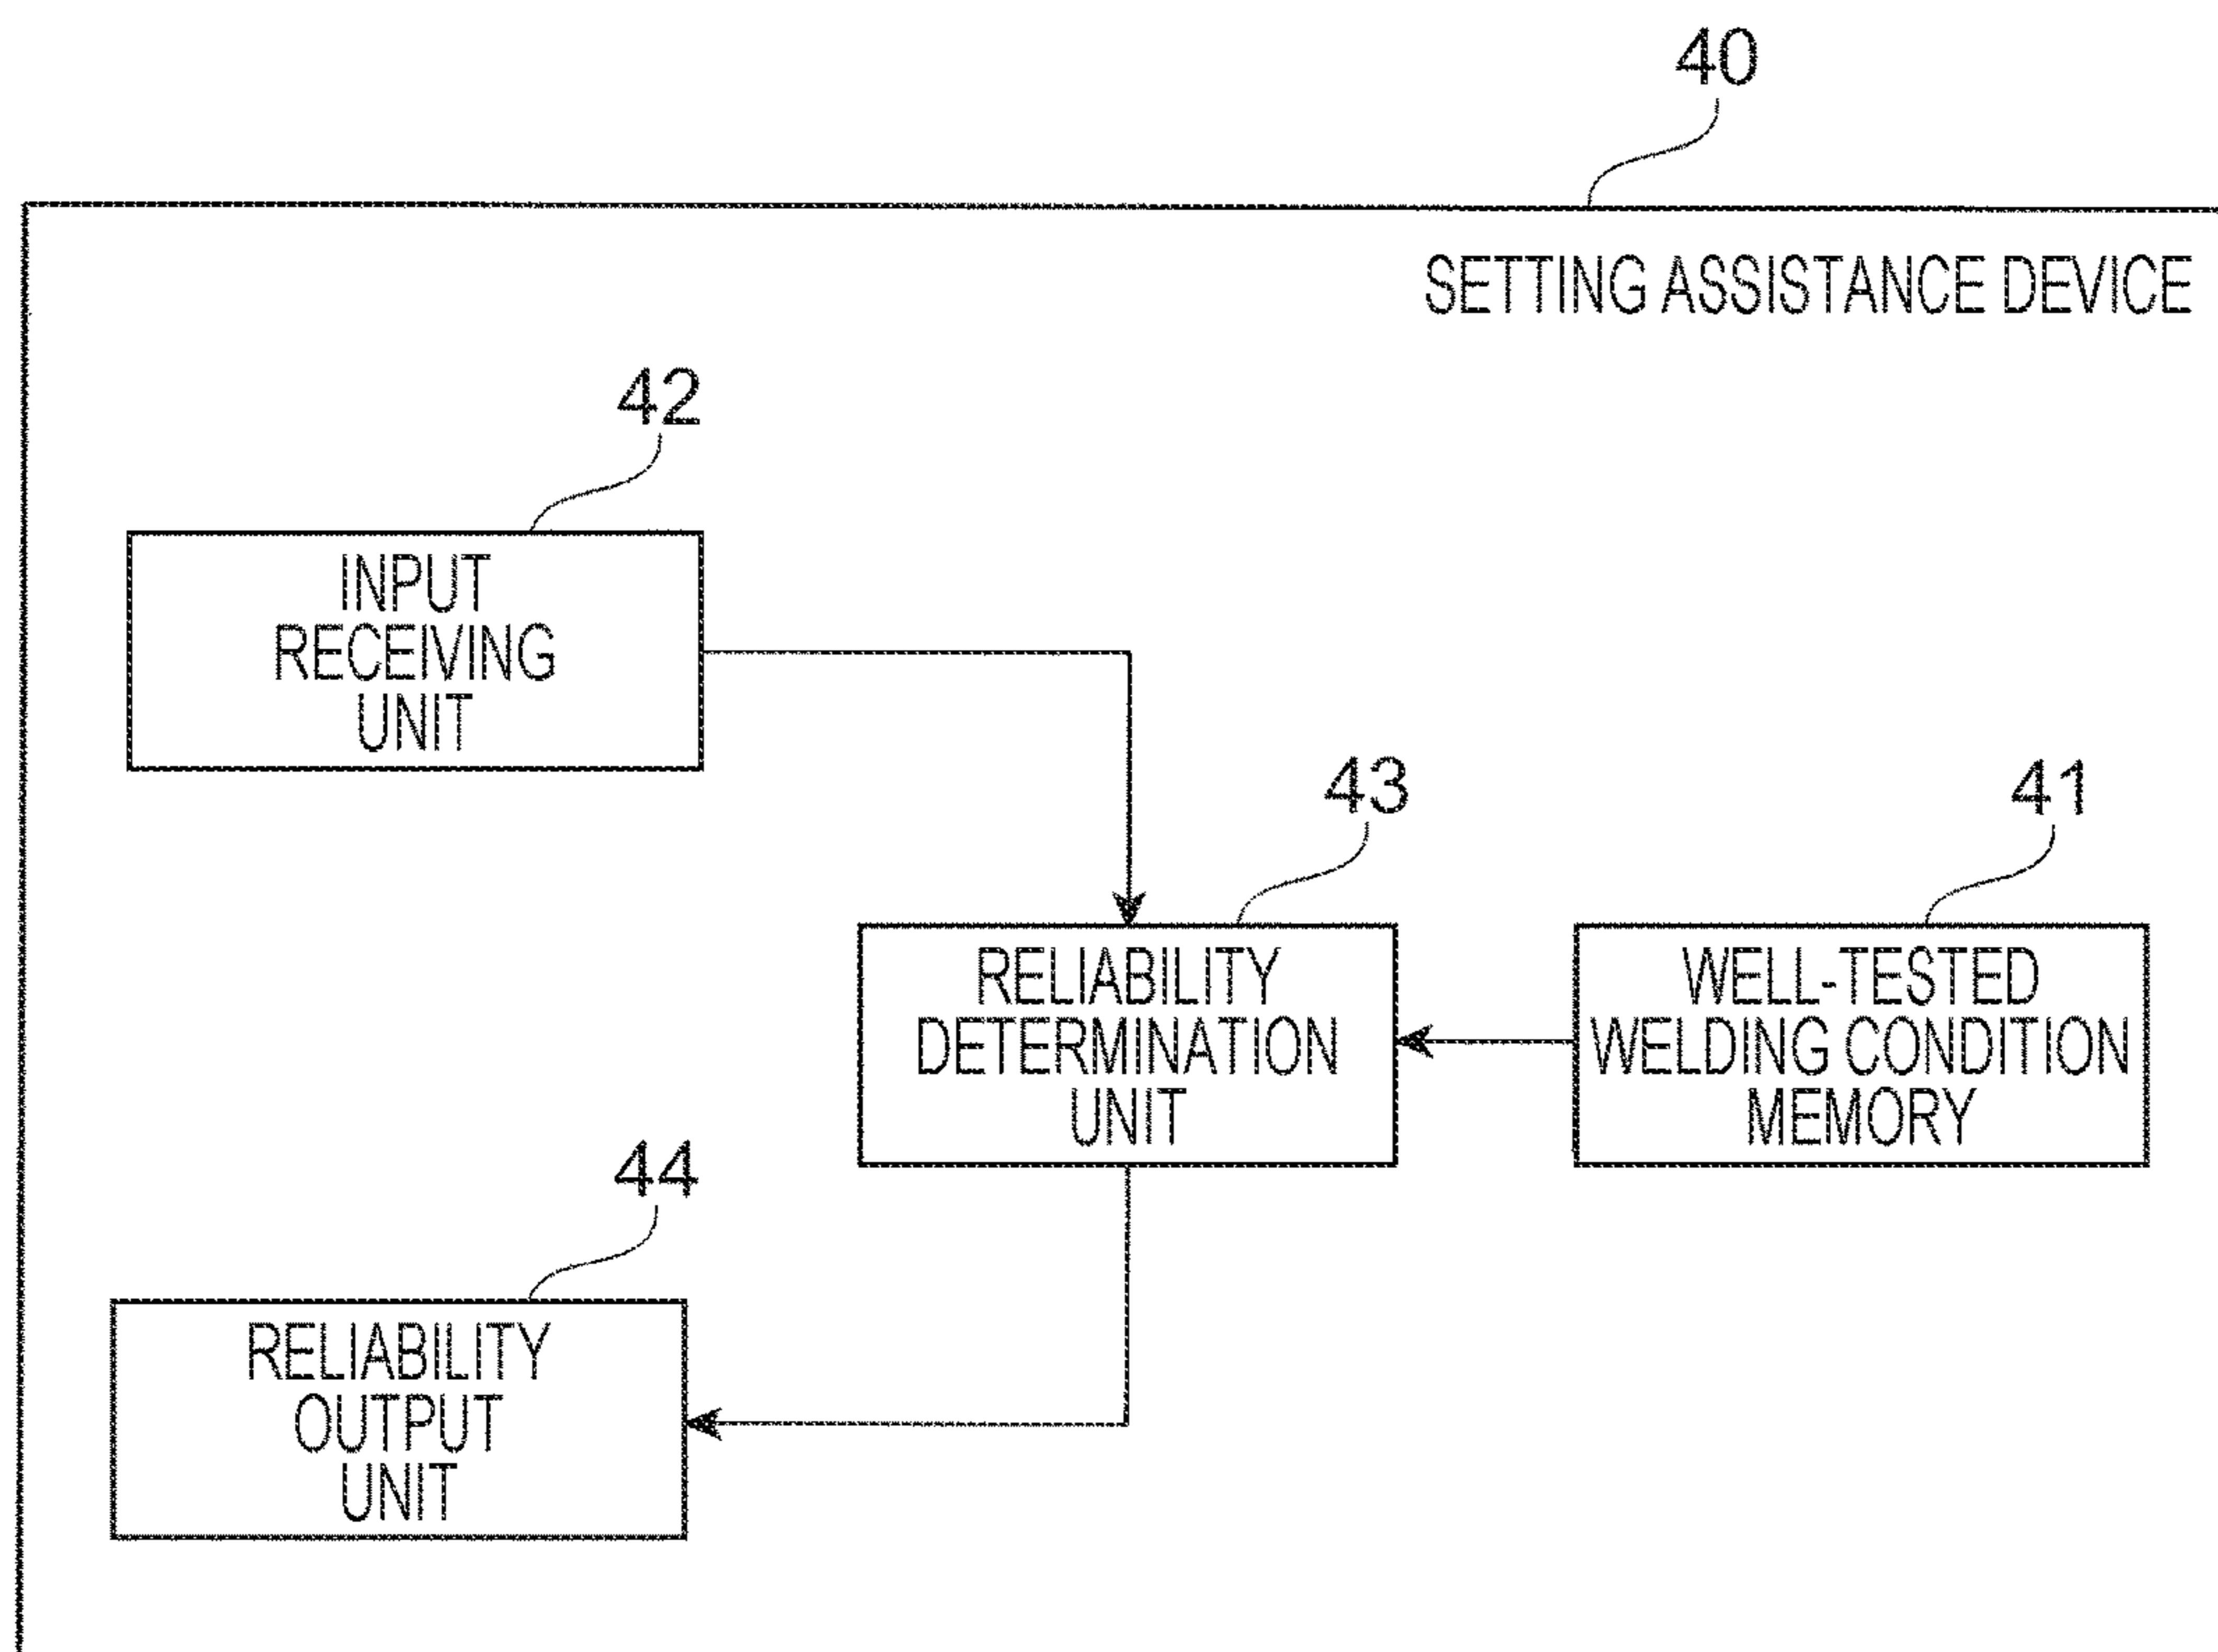 40
SETTING ASSISTANCE DEVICE
42
INPUT
RECEIVING
UNIT
43
RELIABILITY
DETERMINATION
UNIT
41
WELL-TESTED
WELDING CONDITION
MEMORY
44
RELIABILITY
OUTPUT
UNIT